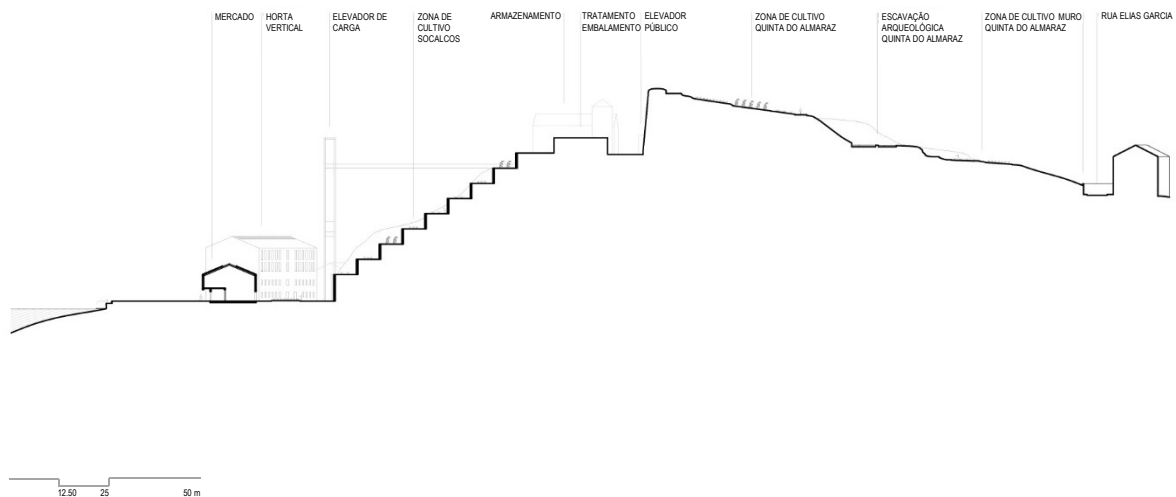 MERCADO
HORTA
VERTICAL
ELEVADOR DE
CARGA
ZONA DE
CULTIVO
SOCALCOS
ARMAZENAMENTO
TRATAMENTO
EMBALAMENTO
ELEVADOR
PÚBLICO
ZONA DE CULTIVO
QUINTA DO ALMARAZ
ESCAVAÇÃO
ARQUEOLÓGICA
QUINTA DO ALMARAZ
ZONA DE CULTIVO MURO
QUINTA DO ALMARAZ
RUA ELIAS GARCIA
12.50 25 50 m